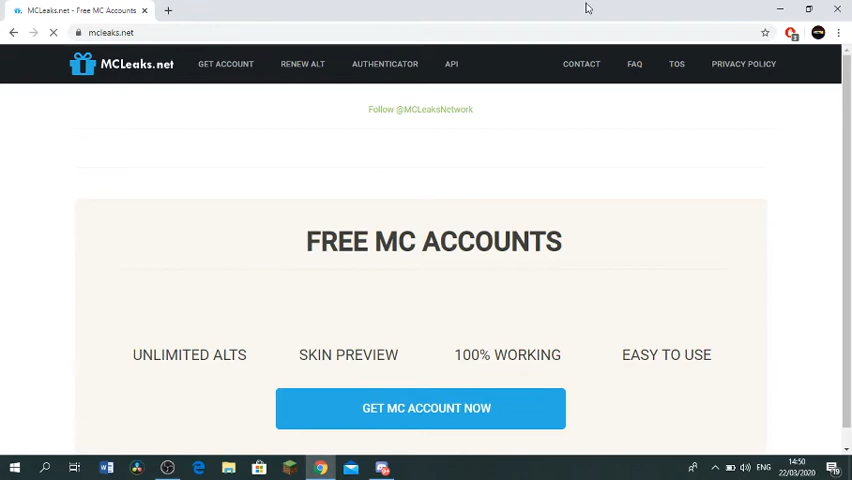 MCLeaks.net - Free MC Accounts
mcleaks.net
MCLeaks.net GET ACCOUNT RENEW ALT AUTHENTICATOR API CONTACT FAQ TOS PRIVACY POLICY
Follow @MCLeaksNetwork
FREE MC ACCOUNTS
UNLIMITED ALTS SKIN PREVIEW 100% WORKING EASY TO USE
GET MC ACCOUNT NOW
ENG
14:50
22/03/2020